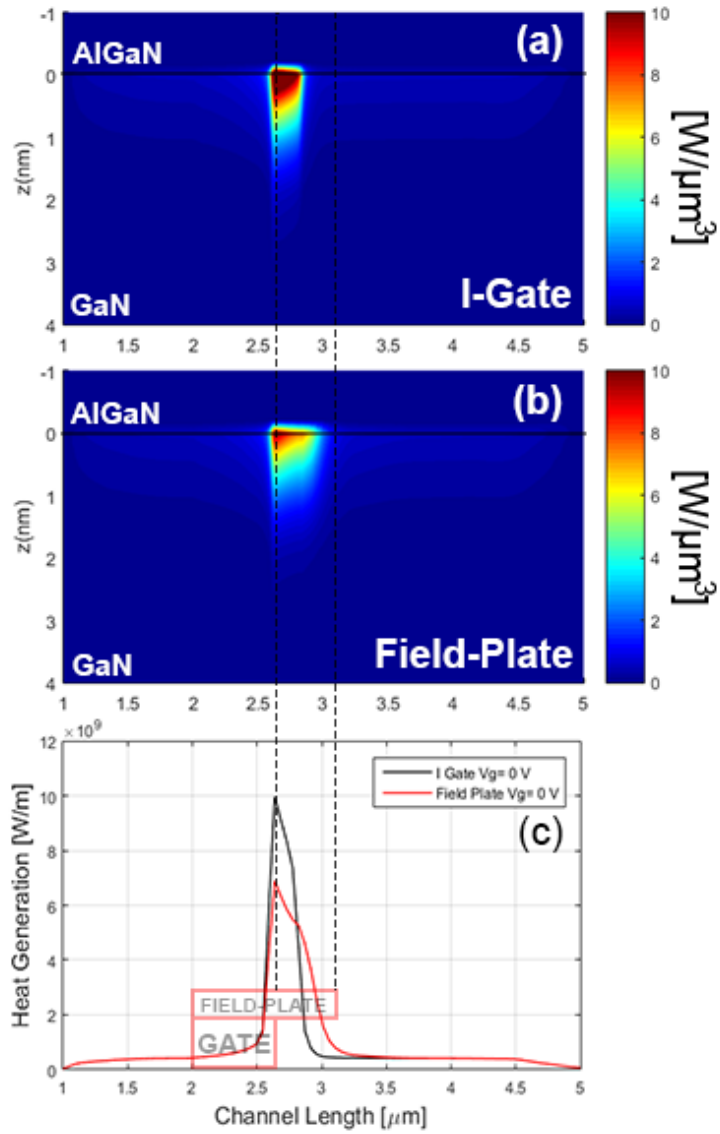 -1
AlGaN
(a)
0
1
2
3
4
z(nm)
GaN
I-Gate
1 1.5 2 2.5 3 3.5 4 4.5 5
10
8
6
4
2
0
[W/μm³]
-1
AlGaN
(b)
0
1
2
3
4
z(nm)
GaN
Field-Plate
1 1.5 2 2.5 3 3.5 4 4.5 5
10
8
6
4
2
0
[W/μm³]
× 10⁹
12
10
8
6
4
2
0
Heat Generation [W/m]
I Gate Vg= 0 V
Field Plate Vg= 0 V
(c)
FIELD-PLATE
GATE
1 1.5 2 2.5 3 3.5 4 4.5 5
Channel Length [μm]